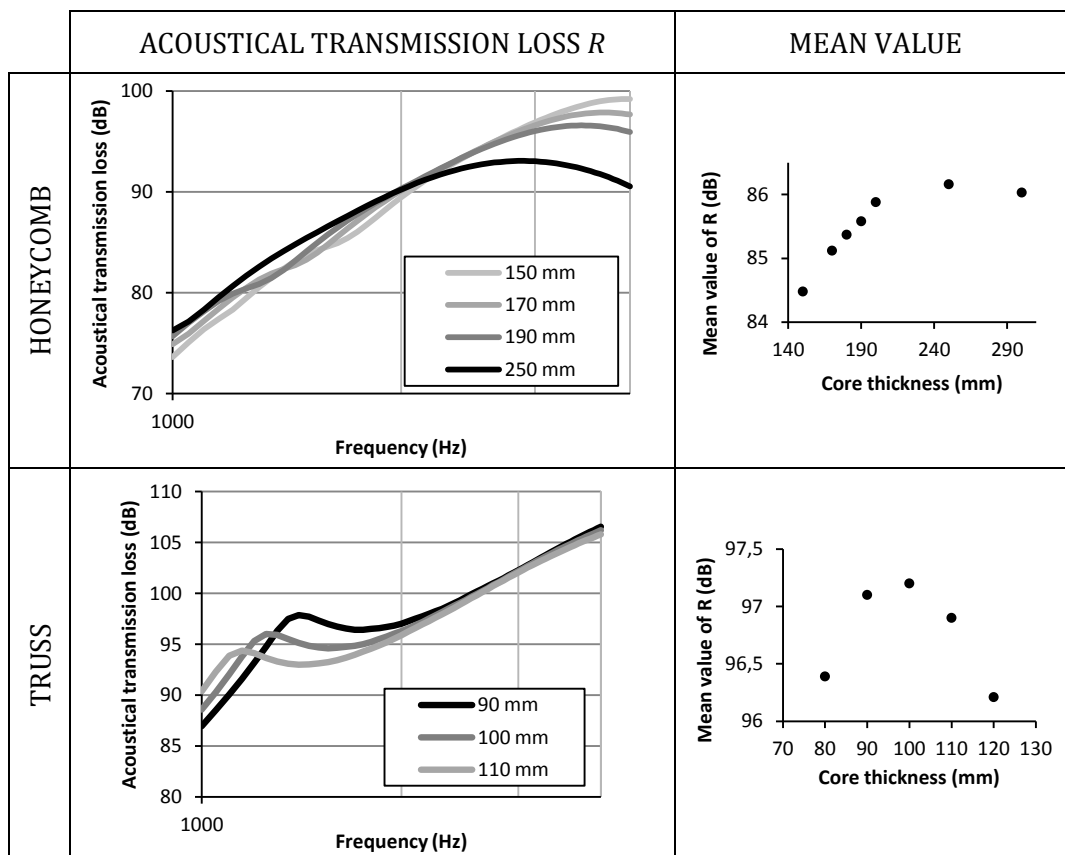 ACOUSTICAL TRANSMISSION LOSS R
MEAN VALUE
HONEYCOMB
Acoustical transmission loss (dB)
100
90
80
70
1000
Frequency (Hz)
150 mm
170 mm
190 mm
250 mm
Mean value of R (dB)
86
85
84
140
190
240
290
Core thickness (mm)
TRUSS
Acoustical transmission loss (dB)
110
105
100
95
90
85
80
1000
Frequency (Hz)
90 mm
100 mm
110 mm
Mean value of R (dB)
97,5
97
96,5
96
70
80
90
100
110
120
130
Core thickness (mm)